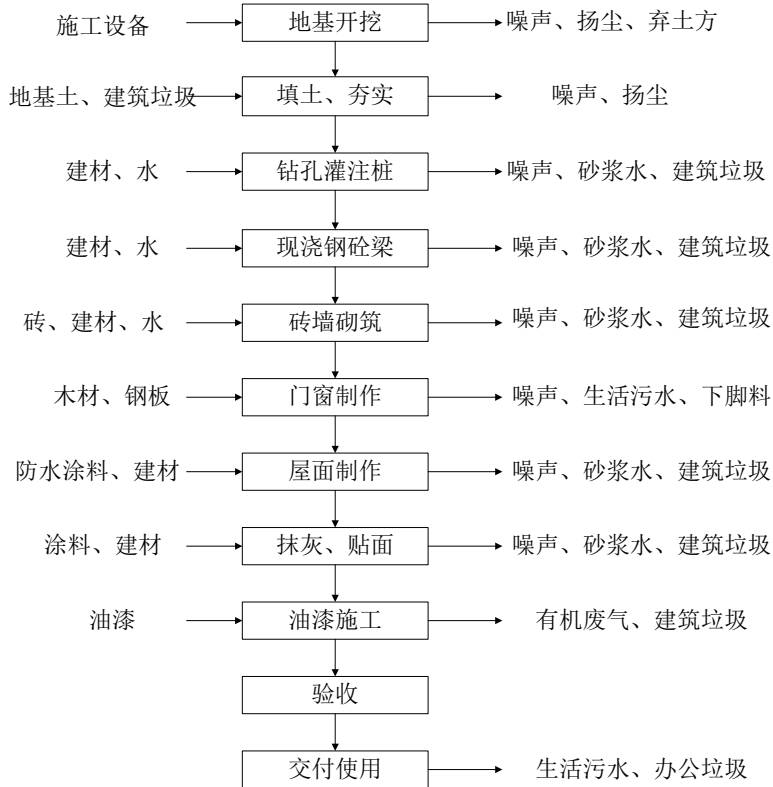 施工设备 地基开挖 噪声、扬尘、弃土方
地基土、建筑垃圾 填土、夯实 噪声、扬尘
建材、水 钻孔灌注桩 噪声、砂浆水、建筑垃圾
建材、水 现浇钢砼梁 噪声、砂浆水、建筑垃圾
砖、建材、水 砖墙砌筑 噪声、砂浆水、建筑垃圾
木材、钢板 门窗制作 噪声、生活污水、下脚料
防水涂料、建材 屋面制作 噪声、砂浆水、建筑垃圾
涂料、建材 抹灰、贴面 噪声、砂浆水、建筑垃圾
油漆 油漆施工 有机废气、建筑垃圾
验收
交付使用 生活污水、办公垃圾